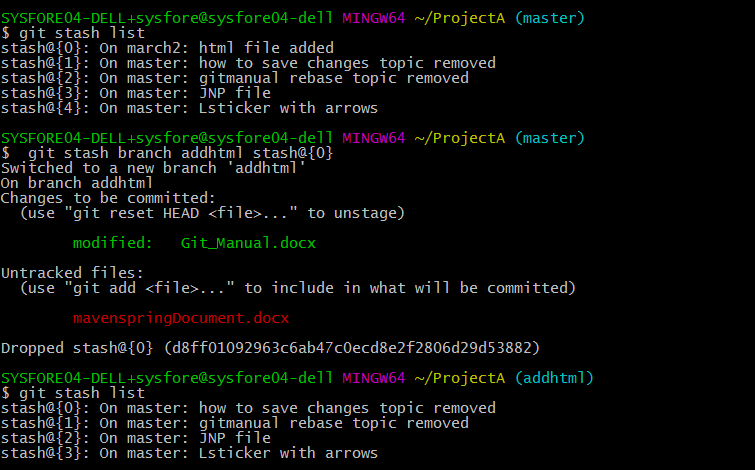 SYSFORE04-DELL+sysfore@sysfore04-dell MINGW64 ~/ProjectA (master)
$ git stash list
stash@{0}: On march2: html file added
stash@{1}: On master: how to save changes topic removed
stash@{2}: On master: gitmanual rebase topic removed
stash@{3}: On master: JNP file
stash@{4}: On master: Lsticker with arrows
SYSFORE04-DELL+sysfore@sysfore04-dell MINGW64 ~/ProjectA (master)
$  git stash branch addhtml stash@{0}
Switched to a new branch 'addhtml'
On branch addhtml
Changes to be committed:
  (use "git reset HEAD <file>..." to unstage)
        modified:   Git_Manual.docx
Untracked files:
  (use "git add <file>..." to include in what will be committed)
        mavenspringDocument.docx
Dropped stash@{0} (d8ff01092963c6ab47c0ecd8e2f2806d29d53882)
SYSFORE04-DELL+sysfore@sysfore04-dell MINGW64 ~/ProjectA (addhtml)
$ git stash list
stash@{0}: On master: how to save changes topic removed
stash@{1}: On master: gitmanual rebase topic removed
stash@{2}: On master: JNP file
stash@{3}: On master: Lsticker with arrows